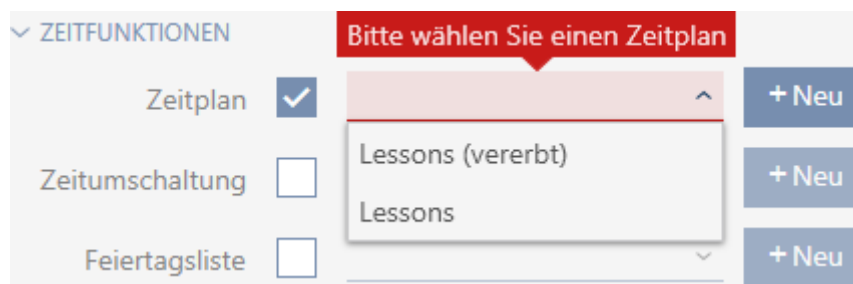 ZEITFUNKTIONEN
Bitte wählen Sie einen Zeitplan
Zeitplan
+ Neu
Lessons (vererbt)
Zeitumschaltung
+ Neu
Lessons
Feiertagsliste
+ Neu